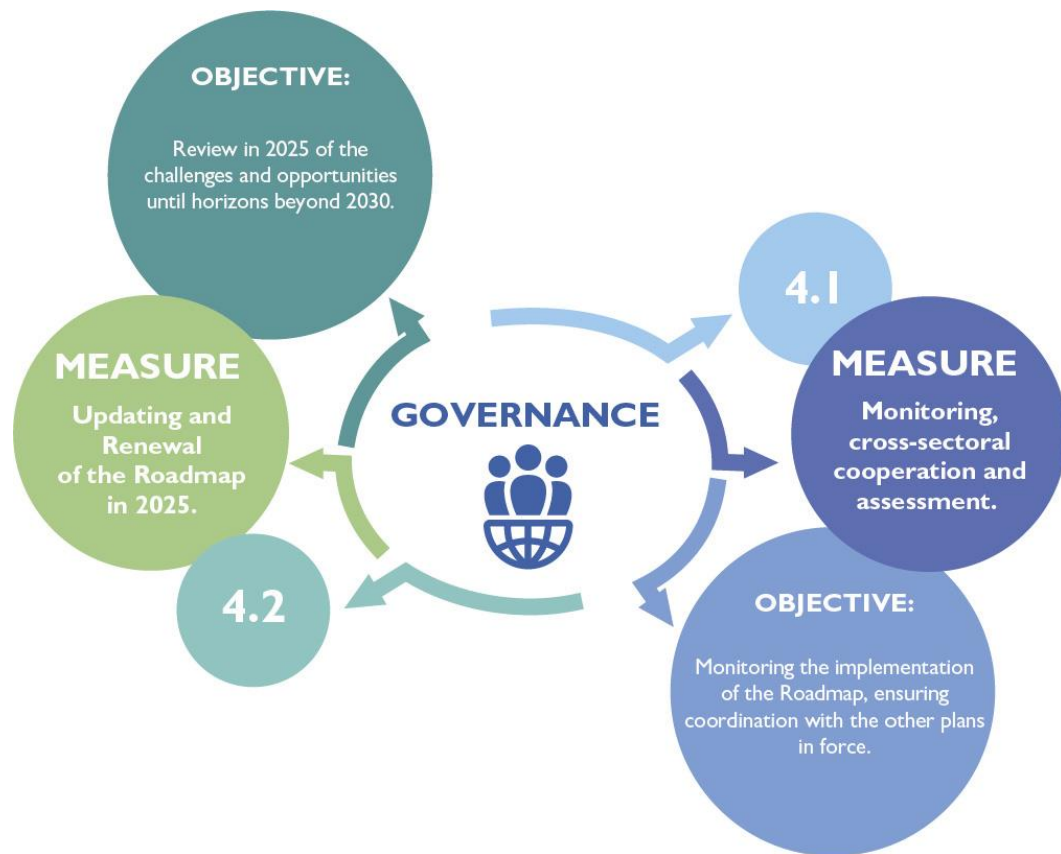 OBJECTIVE:
Review in 2025 of the
challenges and opportunities
until horizons beyond 2030.
MEASURE
Updating and
Renewal
of the Roadmap
in 2025.
4.2
GOVERNANCE
4.1
MEASURE
Monitoring,
cross-sectoral
cooperation and
assessment.
OBJECTIVE:
Monitoring the implementation
of the Roadmap, ensuring
coordination with the other plans
in force.